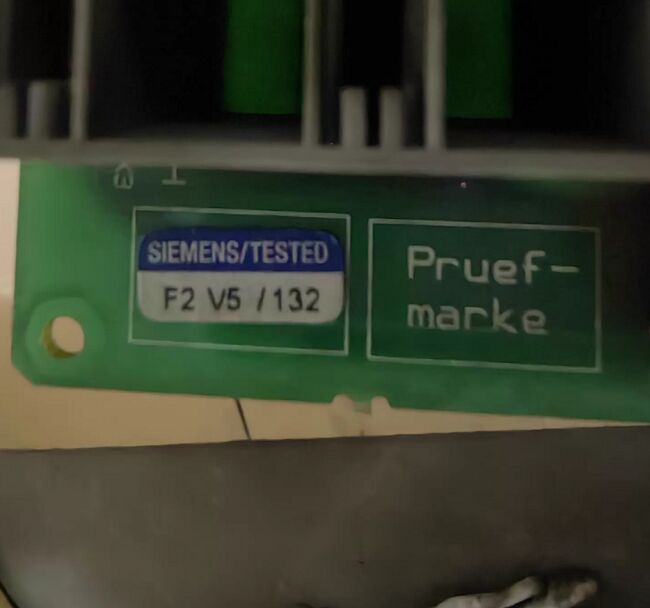 SIEMENS/TESTED
F2 V5 /132
Pruef-
marke